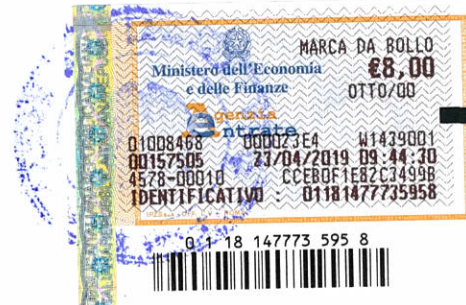 MARCA DA BOLLO
€8,00
OTTO/00
Ministero dell'Economia
e delle Finanze
Agenzia
Entrate
01008468 000023E4 W1439001
00157505 23/04/2019 09:44:30
4578-00010 CCEB0F1E82C3499B
IDENTIFICATIVO : 01181477735958
0 1 18 147773 595 8